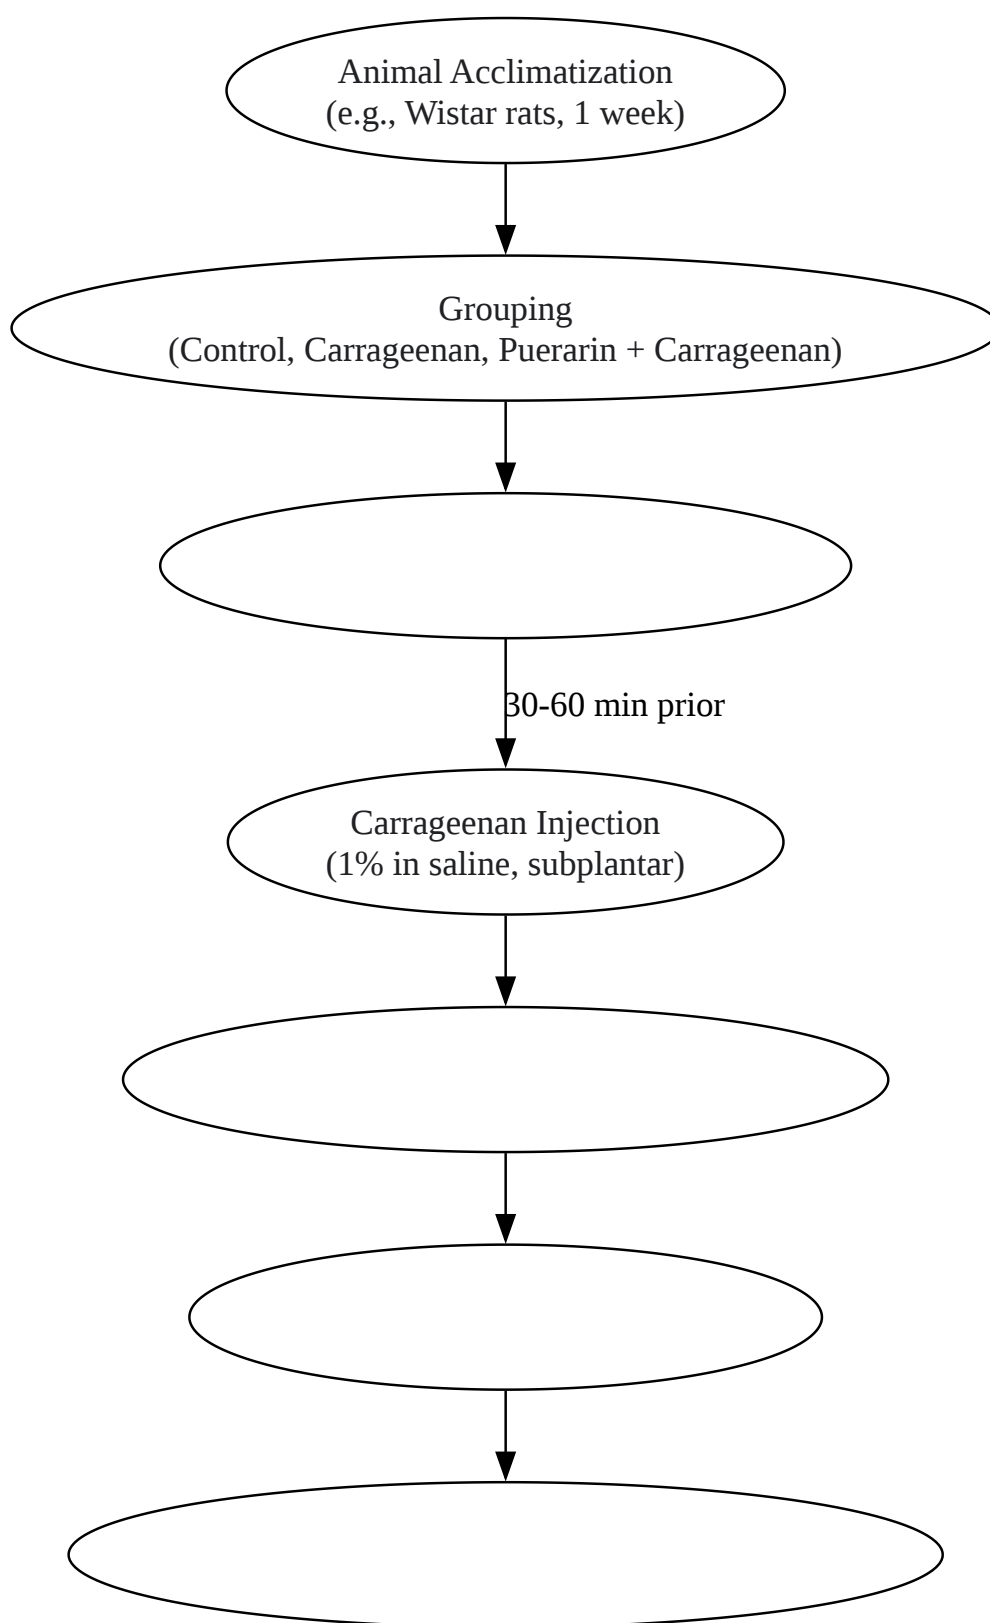 Animal Acclimatization
(e.g., Wistar rats, 1 week)
Grouping
(Control, Carrageenan, Puerarin + Carrageenan)
30-60 min prior
Carrageenan Injection
(1% in saline, subplantar)